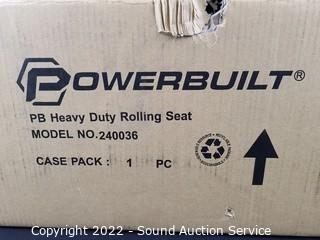 POWERBUILT®
PB Heavy Duty Rolling Seat
MODEL NO.240036
CASE PACK : 1 PC
Copyright 2022 - Sound Auction Service